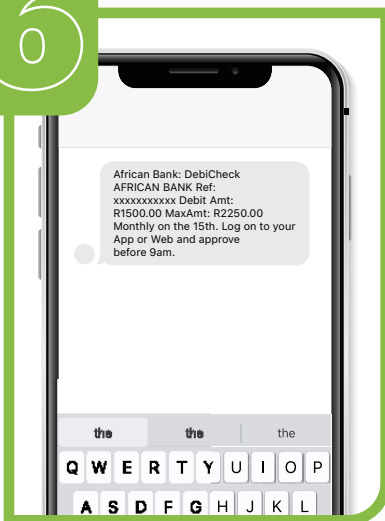 6
African Bank: DebiCheck
AFRICAN BANK Ref:
xxxxxxxxxxx Debit Amt:
R1500.00 MaxAmt: R2250.00
Monthly on the 15th. Log on to your
App or Web and approve
before 9am.
the the the
Q W E R T Y U I O P
A S D F G H J K L